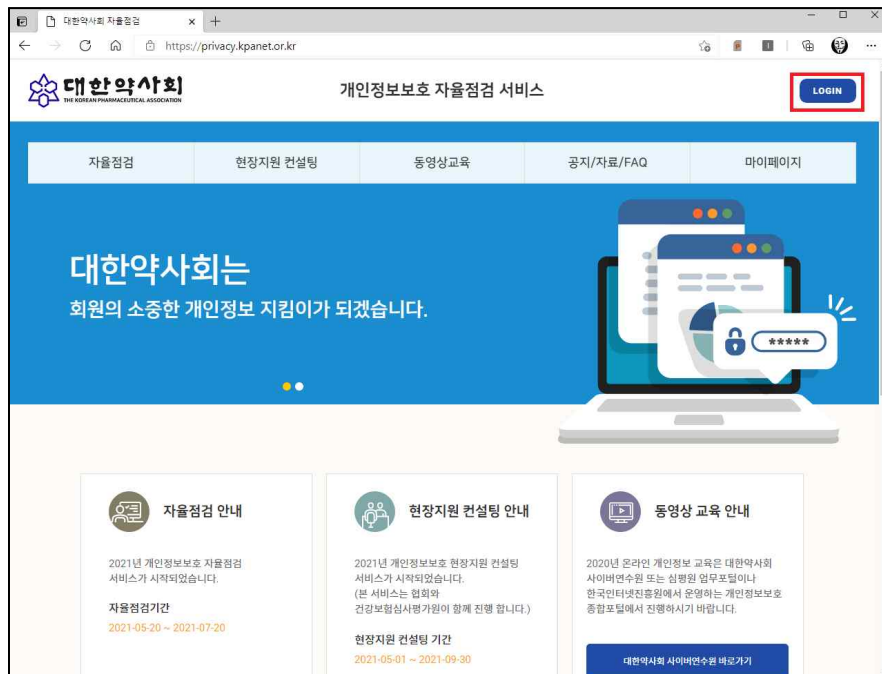 대한약사회 자율점검
https://privacy.kpanet.or.kr
대한약사회
THE KOREAN PHARMACEUTICAL ASSOCIATION
개인정보보호 자율점검 서비스
LOGIN
자율점검 현장지원 컨설팅 동영상교육 공지/자료/FAQ 마이페이지
대한약사회는
회원의 소중한 개인정보 지킴이가 되겠습니다.
*****
자율점검 안내
2021년 개인정보보호 자율점검
서비스가 시작되었습니다.
자율점검기간
2021-05-20 ~ 2021-07-20
현장지원 컨설팅 안내
2021년 개인정보보호 현장지원 컨설팅
서비스가 시작되었습니다.
(본 서비스는 협회와
건강보험심사평가원이 함께 진행 합니다.)
현장지원 컨설팅 기간
2021-05-01 ~ 2021-09-30
동영상 교육 안내
2020년 온라인 개인정보 교육은 대한약사회
사이버연수원 또는 심평원 업무포털이나
한국인터넷진흥원에서 운영하는 개인정보보호
종합포털에서 진행하시기 바랍니다.
대한약사회 사이버연수원 바로가기